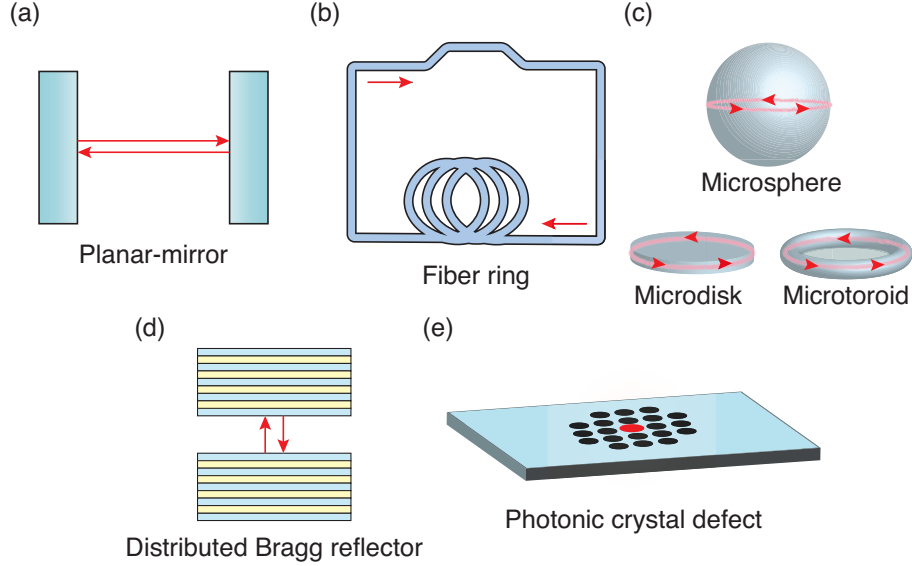 (a)
(b)
(c)
Planar-mirror
Fiber ring
Microsphere
Microdisk
Microtoroid
(d)
(e)
Distributed Bragg reflector
Photonic crystal defect